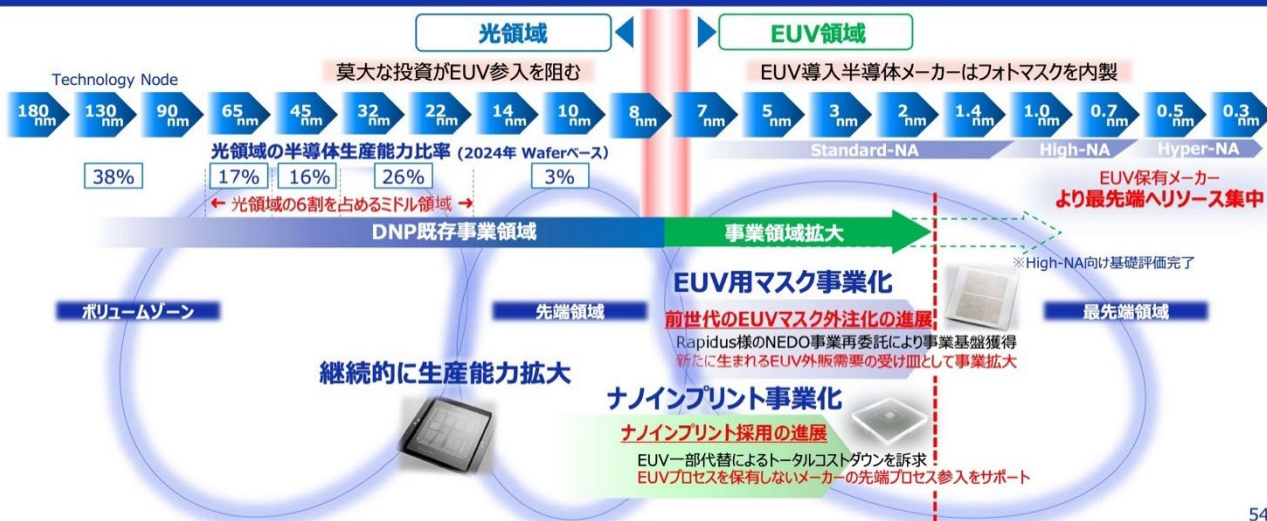 光領域
EUV領域
莫大な投資がEUV参入を阻む
EUV導入半導体メーカーはフォトマスクを内製
Technology Node
180nm 130nm 90nm 65nm 45nm 32nm 22nm 14nm 10nm 8nm 7nm 5nm 3nm 2nm 1.4nm 1.0nm 0.7nm 0.5nm 0.3nm
光領域の半導体生産能力比率 (2024年 Waferベース)
Standard-NA High-NA Hyper-NA
38% 17% 16% 26% 3%
EUV保有メーカー
より最先端へリソース集中
← 光領域の6割を占めるミドル領域 →
DNP既存事業領域
事業領域拡大
※High-NA向け基礎評価完了
EUV用マスク事業化
ボリュームゾーン
先端領域
最先端領域
前世代のEUVマスク外注化の進展
Rapidus様のNEDO事業再委託により事業基盤獲得
新たに生まれるEUV外販需要の受け皿として事業拡大
継続的に生産能力拡大
ナノインプリント事業化
ナノインプリント採用の進展
EUV一部代替によるトータルコストダウンを訴求
EUVプロセスを保有しないメーカーの先端プロセス参入をサポート
54